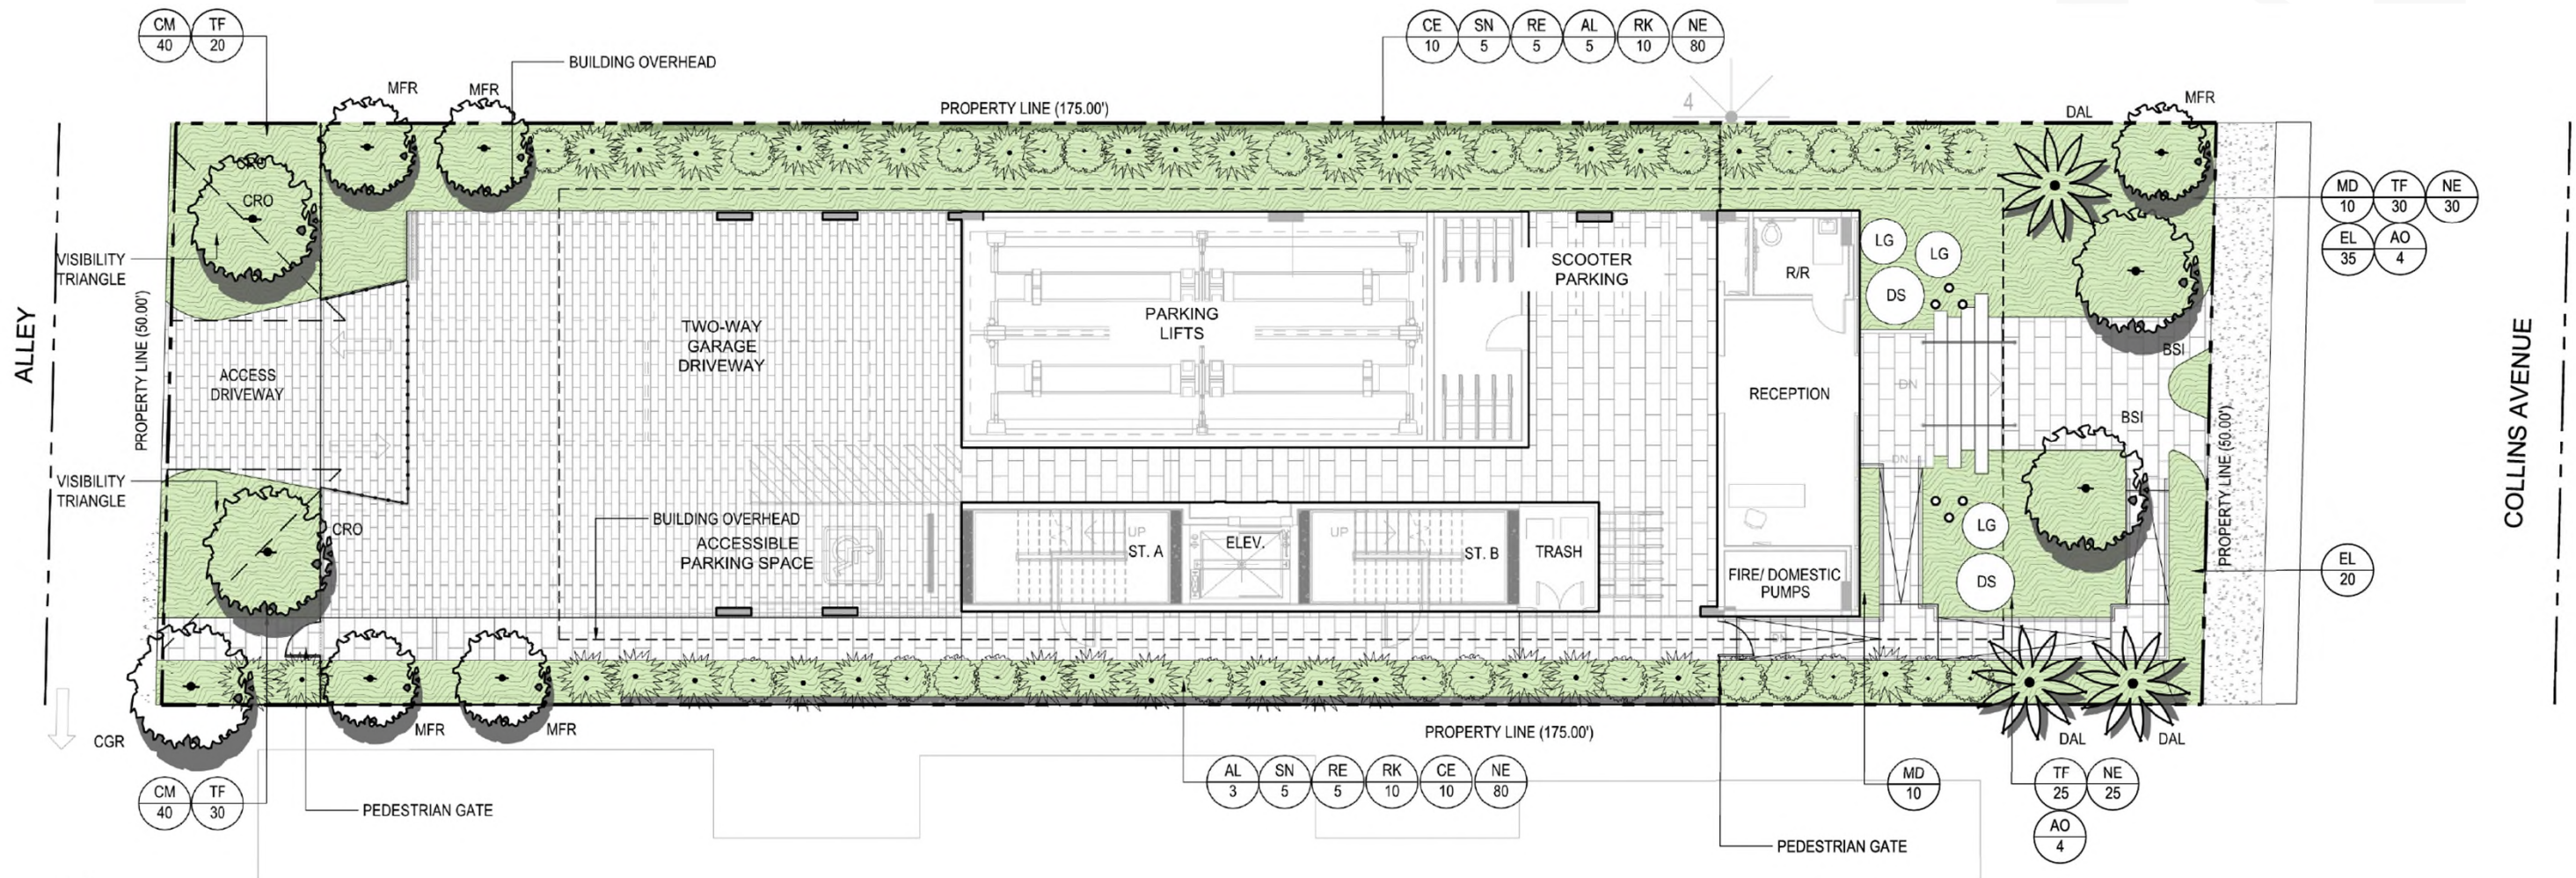 CM TF
40 20
CE SN RE AL RK NE
10 5 5 5 10 80
BUILDING OVERHEAD
MFR
MFR
PROPERTY LINE (175.00')
4
DAL
MFR
CRO
CRO
MD TF NE
10 30 30
EL AO
35 4
VISIBILITY
TRIANGLE
LG
LG
DS
R/R
SCOOTER
PARKING
PARKING
LIFTS
TWO-WAY
GARAGE
DRIVEWAY
ALLEY
PROPERTY LINE (50.00')
ACCESS
DRIVEWAY
RECEPTION
DN
BSI
BSI
COLLINS AVENUE
PROPERTY LINE (50.00')
DN
VISIBILITY
TRIANGLE
CRO
BUILDING OVERHEAD
ACCESSIBLE
PARKING SPACE
UP
ST. A
ELEV.
UP
ST. B
TRASH
LG
DS
FIRE/ DOMESTIC
PUMPS
EL
20
DN
CGR
MFR
MFR
PROPERTY LINE (175.00')
DAL
DAL
CM TF
40 30
PEDESTRIAN GATE
AL SN RE RK CE NE
3 5 5 10 10 80
MD
10
TF NE
25 25
AO
4
PEDESTRIAN GATE